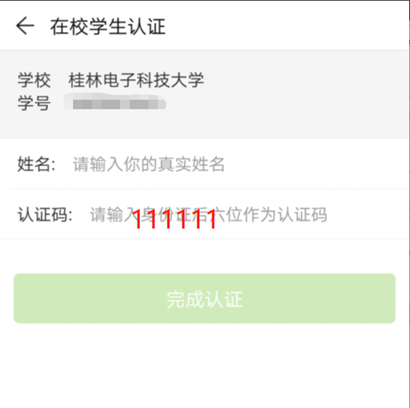 在校学生认证
学校 桂林电子科技大学
学号
姓名: 请输入你的真实姓名
认证码: 请输入身份证后六位作为认证码
111111
完成认证